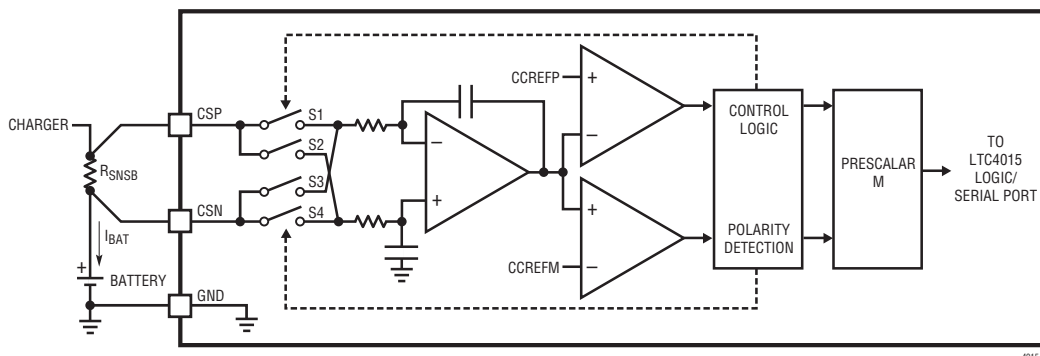 CHARGER
RSNSB
IBAT
+
BATTERY
CSP
CSN
GND
S1
S2
S3
S4
−
+
CCREFP
+
−
+
CCREFM
−
CONTROL
LOGIC
POLARITY
DETECTION
PRESCALAR
M
TO
LTC4015
LOGIC/
SERIAL PORT